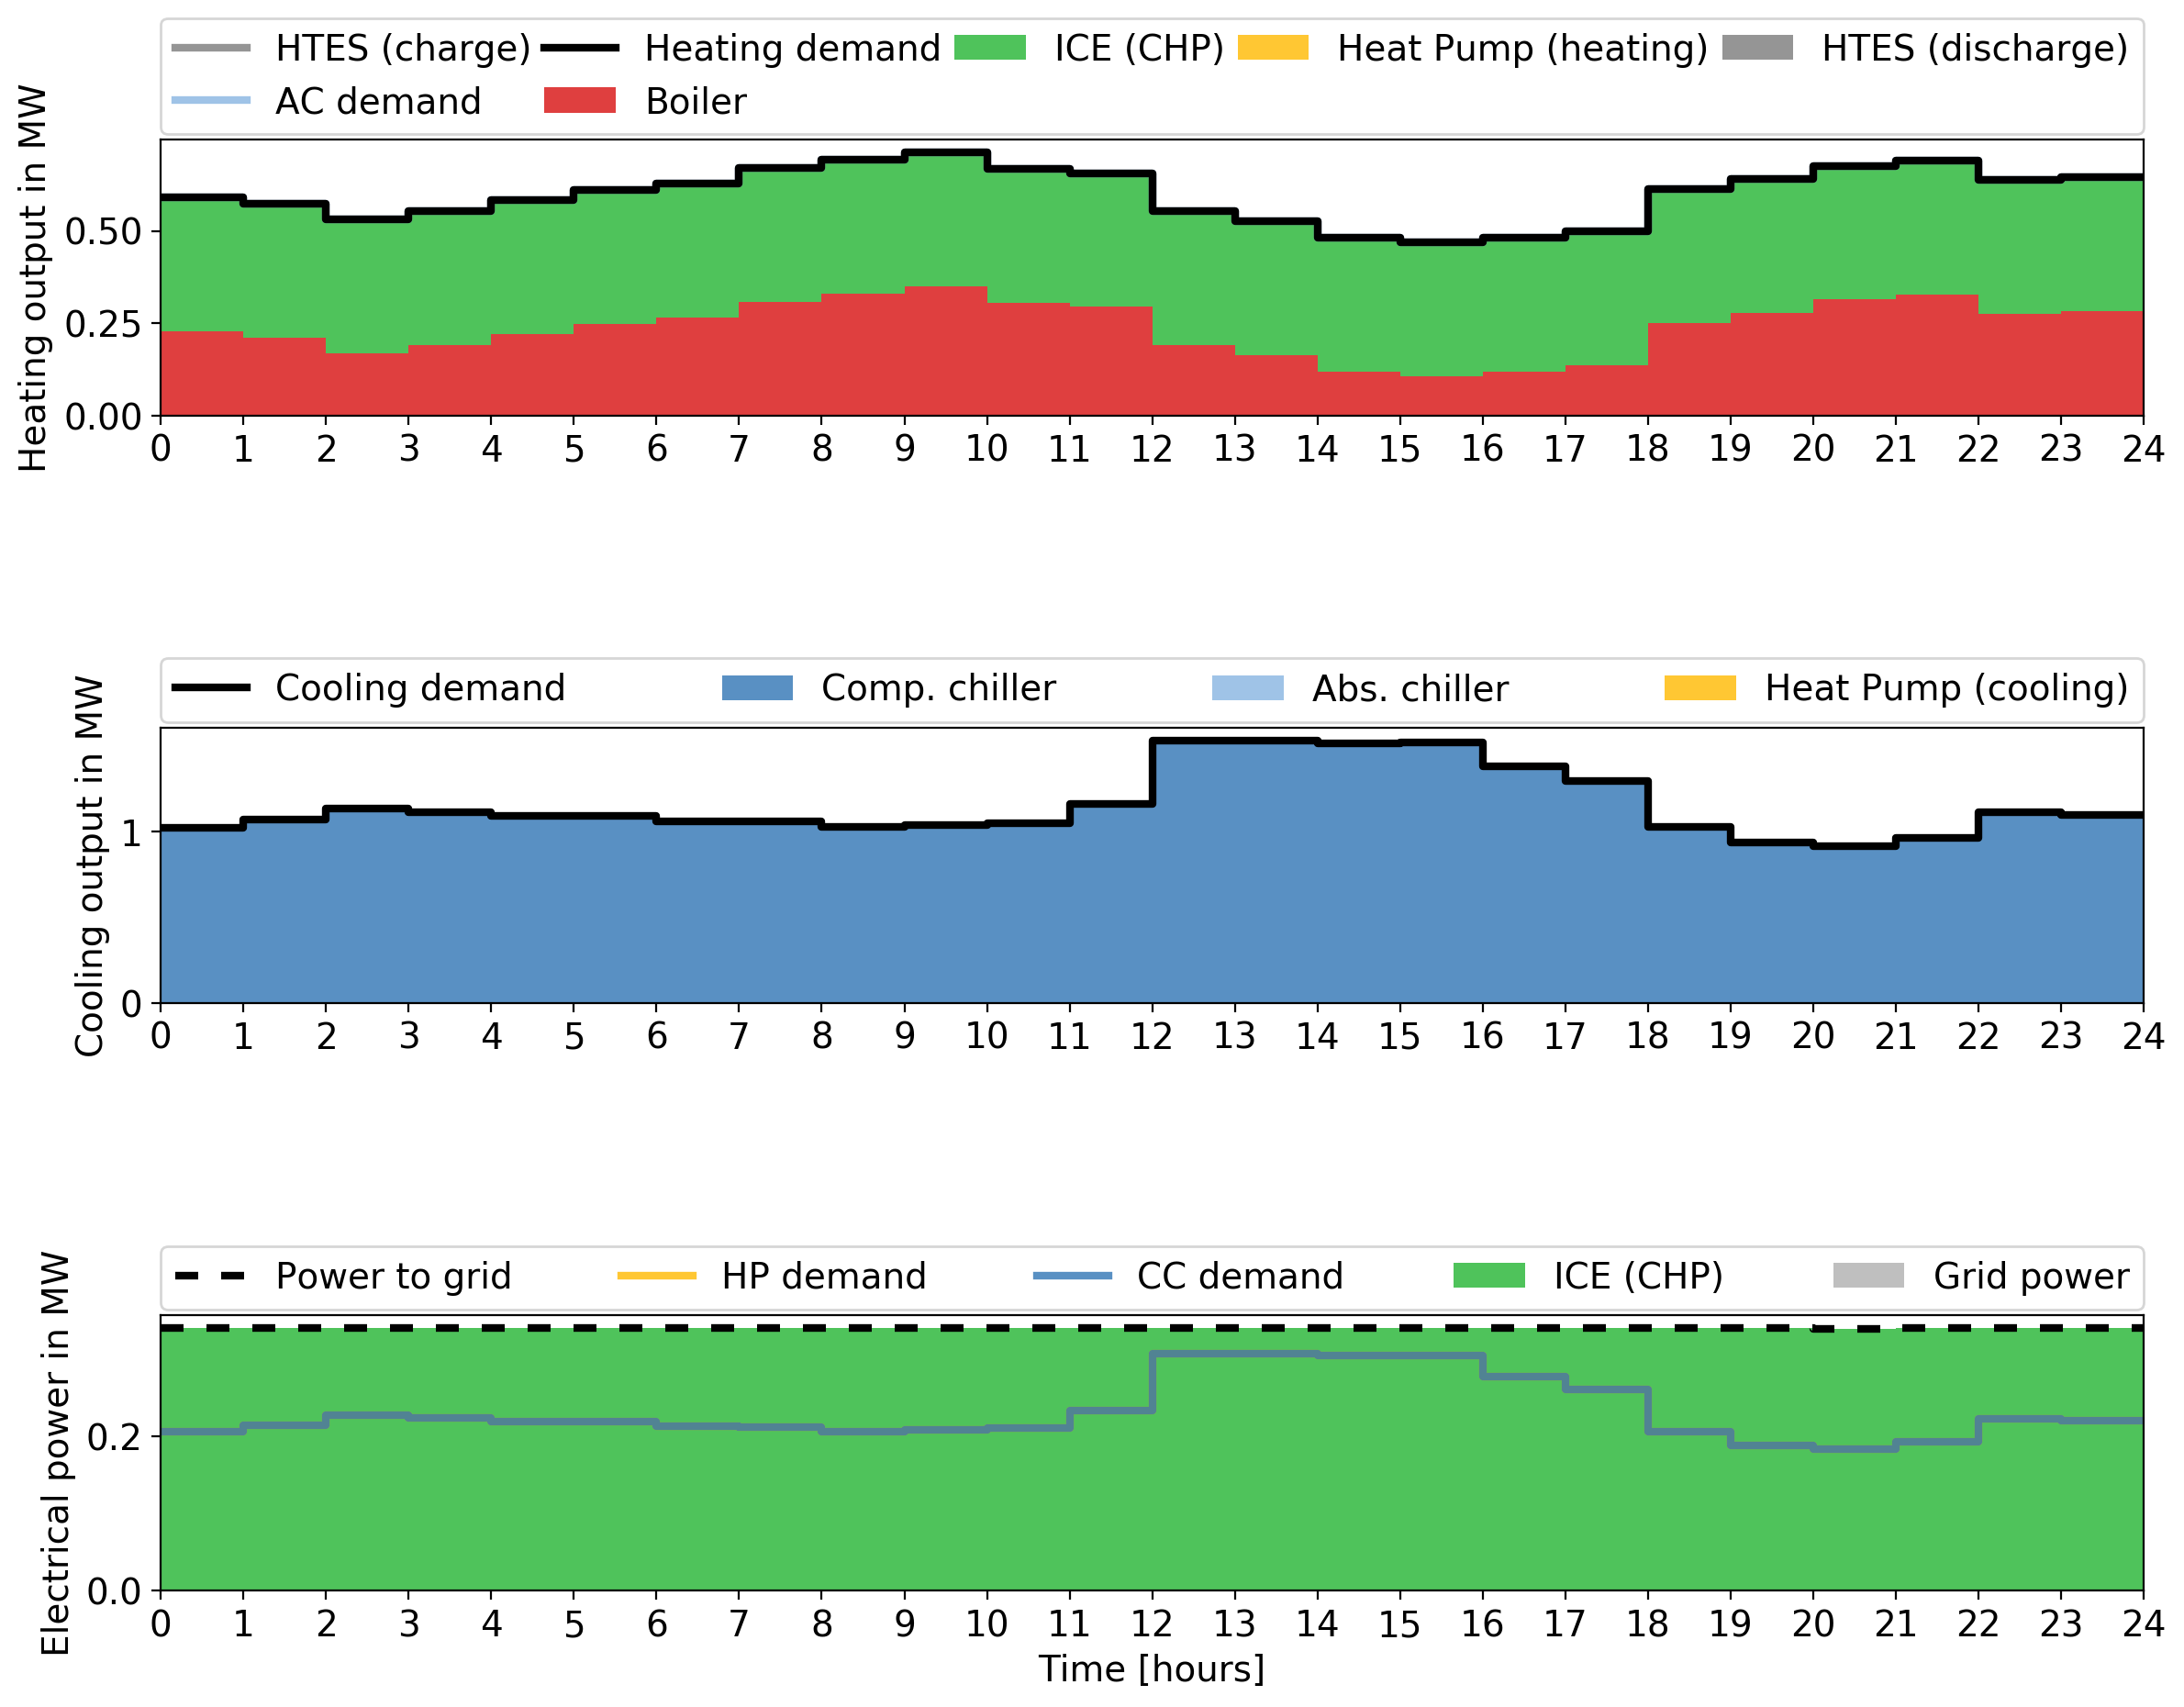 HTES (charge) Heating demand ICE (CHP) Heat Pump (heating) HTES (discharge)
AC demand Boiler
Heating output in MW
0.50
0.25
0.00
0 1 2 3 4 5 6 7 8 9 10 11 12 13 14 15 16 17 18 19 20 21 22 23 24
Cooling demand Comp. chiller Abs. chiller Heat Pump (cooling)
Cooling output in MW
1
0
0 1 2 3 4 5 6 7 8 9 10 11 12 13 14 15 16 17 18 19 20 21 22 23 24
Power to grid HP demand CC demand ICE (CHP) Grid power
Electrical power in MW
0.2
0.0
0 1 2 3 4 5 6 7 8 9 10 11 12 13 14 15 16 17 18 19 20 21 22 23 24
Time [hours]